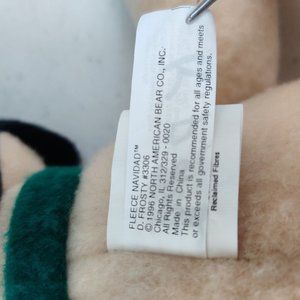 FLEECE NAVIDAD™
D. FROSTY #3306
© 1996 NORTH AMERICAN BEAR CO., INC.
Chicago, IL 312/329-0020
All Rights Reserved
Made in China
This product is recommended for all ages and meets
or exceeds all government safety regulations.
Reclaimed Fibres